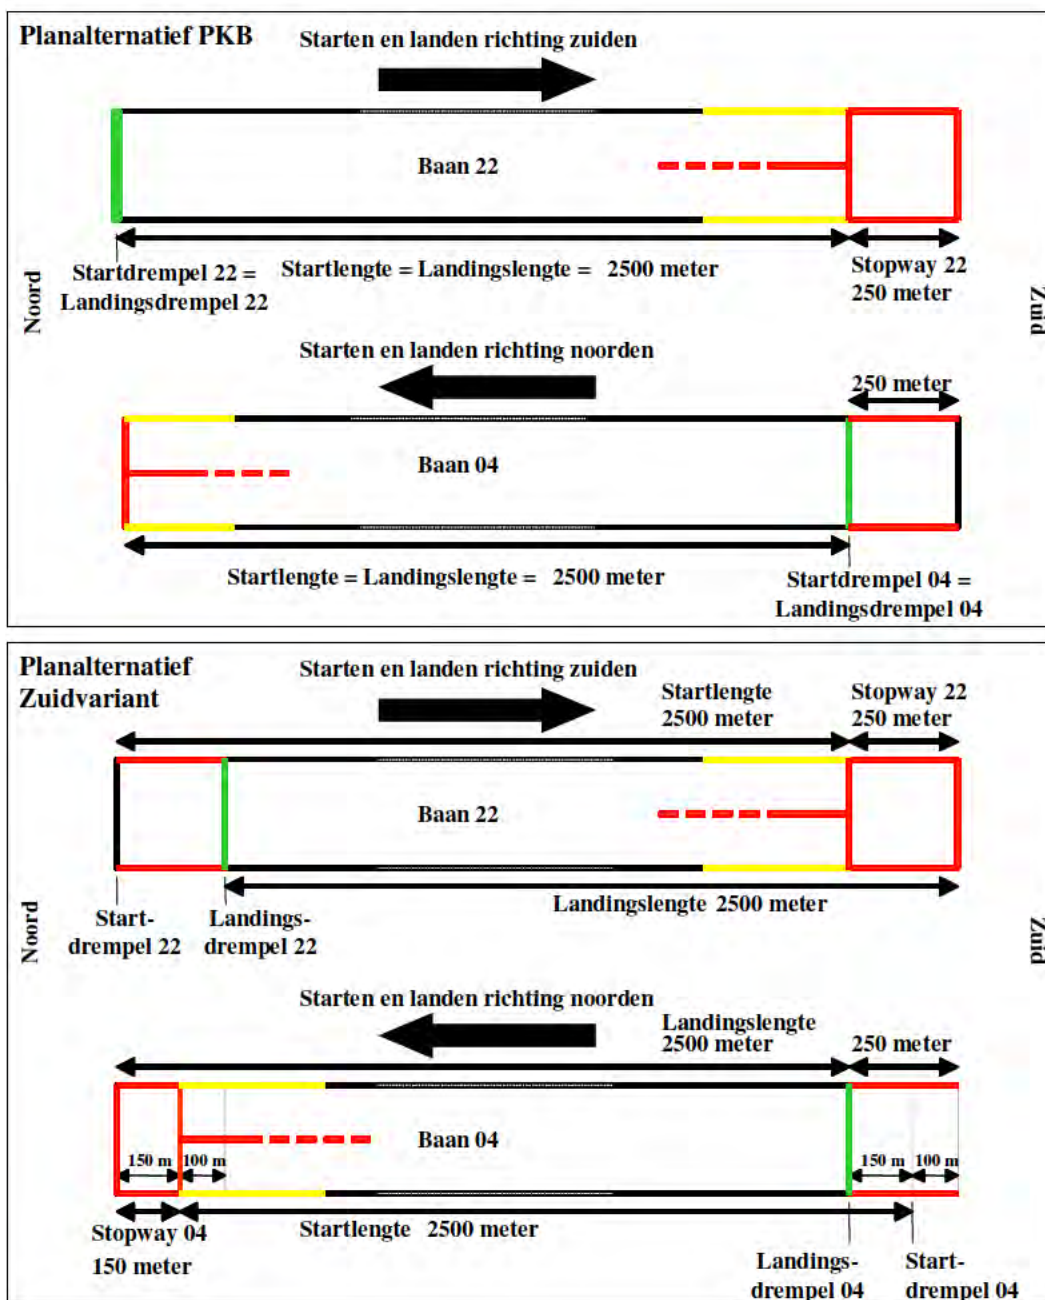 Planalternatief PKB
Starten en landen richting zuiden
Baan 22
Startdrempel 22 =
Landingsdrempel 22
Startlengte = Landingslengte = 2500 meter
Stopway 22
250 meter
Noord
Zuid
Starten en landen richting noorden
250 meter
Baan 04
Startlengte = Landingslengte = 2500 meter
Startdrempel 04 =
Landingsdrempel 04
Planalternatief
Zuidvariant
Starten en landen richting zuiden
Startlengte
2500 meter
Stopway 22
250 meter
Baan 22
Landingslengte 2500 meter
Start-
drempel 22
Landings-
drempel 22
Noord
Zuid
Starten en landen richting noorden
Landingslengte
2500 meter
250 meter
Baan 04
150 m
100 m
150 m
100 m
Stopway 04
150 meter
Startlengte 2500 meter
Landings-
drempel 04
Start-
drempel 04